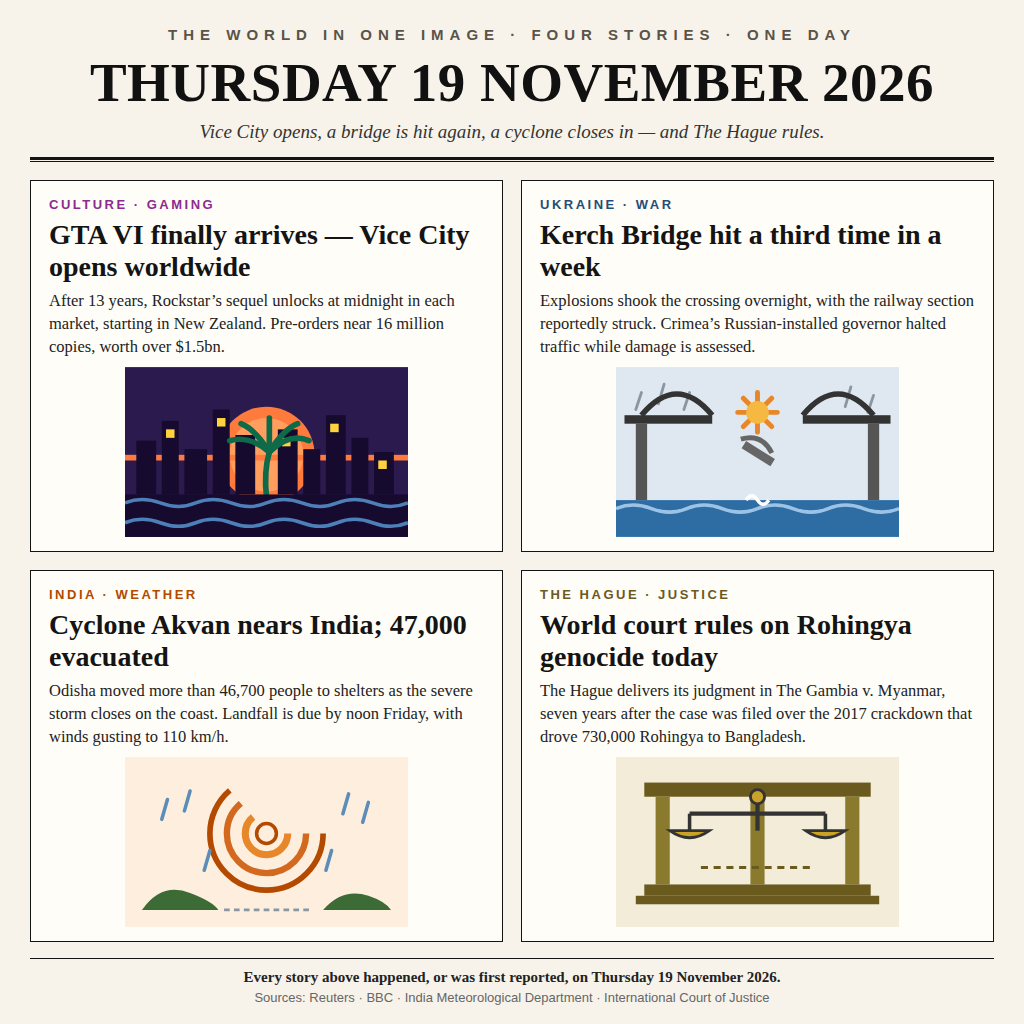 THE WORLD IN ONE IMAGE · FOUR STORIES · ONE DAY
THURSDAY 19 NOVEMBER 2026
Vice City opens, a bridge is hit again, a cyclone closes in — and The Hague rules.
CULTURE · GAMING
GTA VI finally arrives — Vice City
opens worldwide
After 13 years, Rockstar’s sequel unlocks at midnight in each
market, starting in New Zealand. Pre-orders near 16 million
copies, worth over $1.5bn.
UKRAINE · WAR
Kerch Bridge hit a third time in a
week
Explosions shook the crossing overnight, with the railway section
reportedly struck. Crimea’s Russian-installed governor halted
traffic while damage is assessed.
INDIA · WEATHER
Cyclone Akvan nears India; 47,000
evacuated
Odisha moved more than 46,700 people to shelters as the severe
storm closes on the coast. Landfall is due by noon Friday, with
winds gusting to 110 km/h.
THE HAGUE · JUSTICE
World court rules on Rohingya
genocide today
The Hague delivers its judgment in The Gambia v. Myanmar,
seven years after the case was filed over the 2017 crackdown that
drove 730,000 Rohingya to Bangladesh.
Every story above happened, or was first reported, on Thursday 19 November 2026.
Sources: Reuters · BBC · India Meteorological Department · International Court of Justice